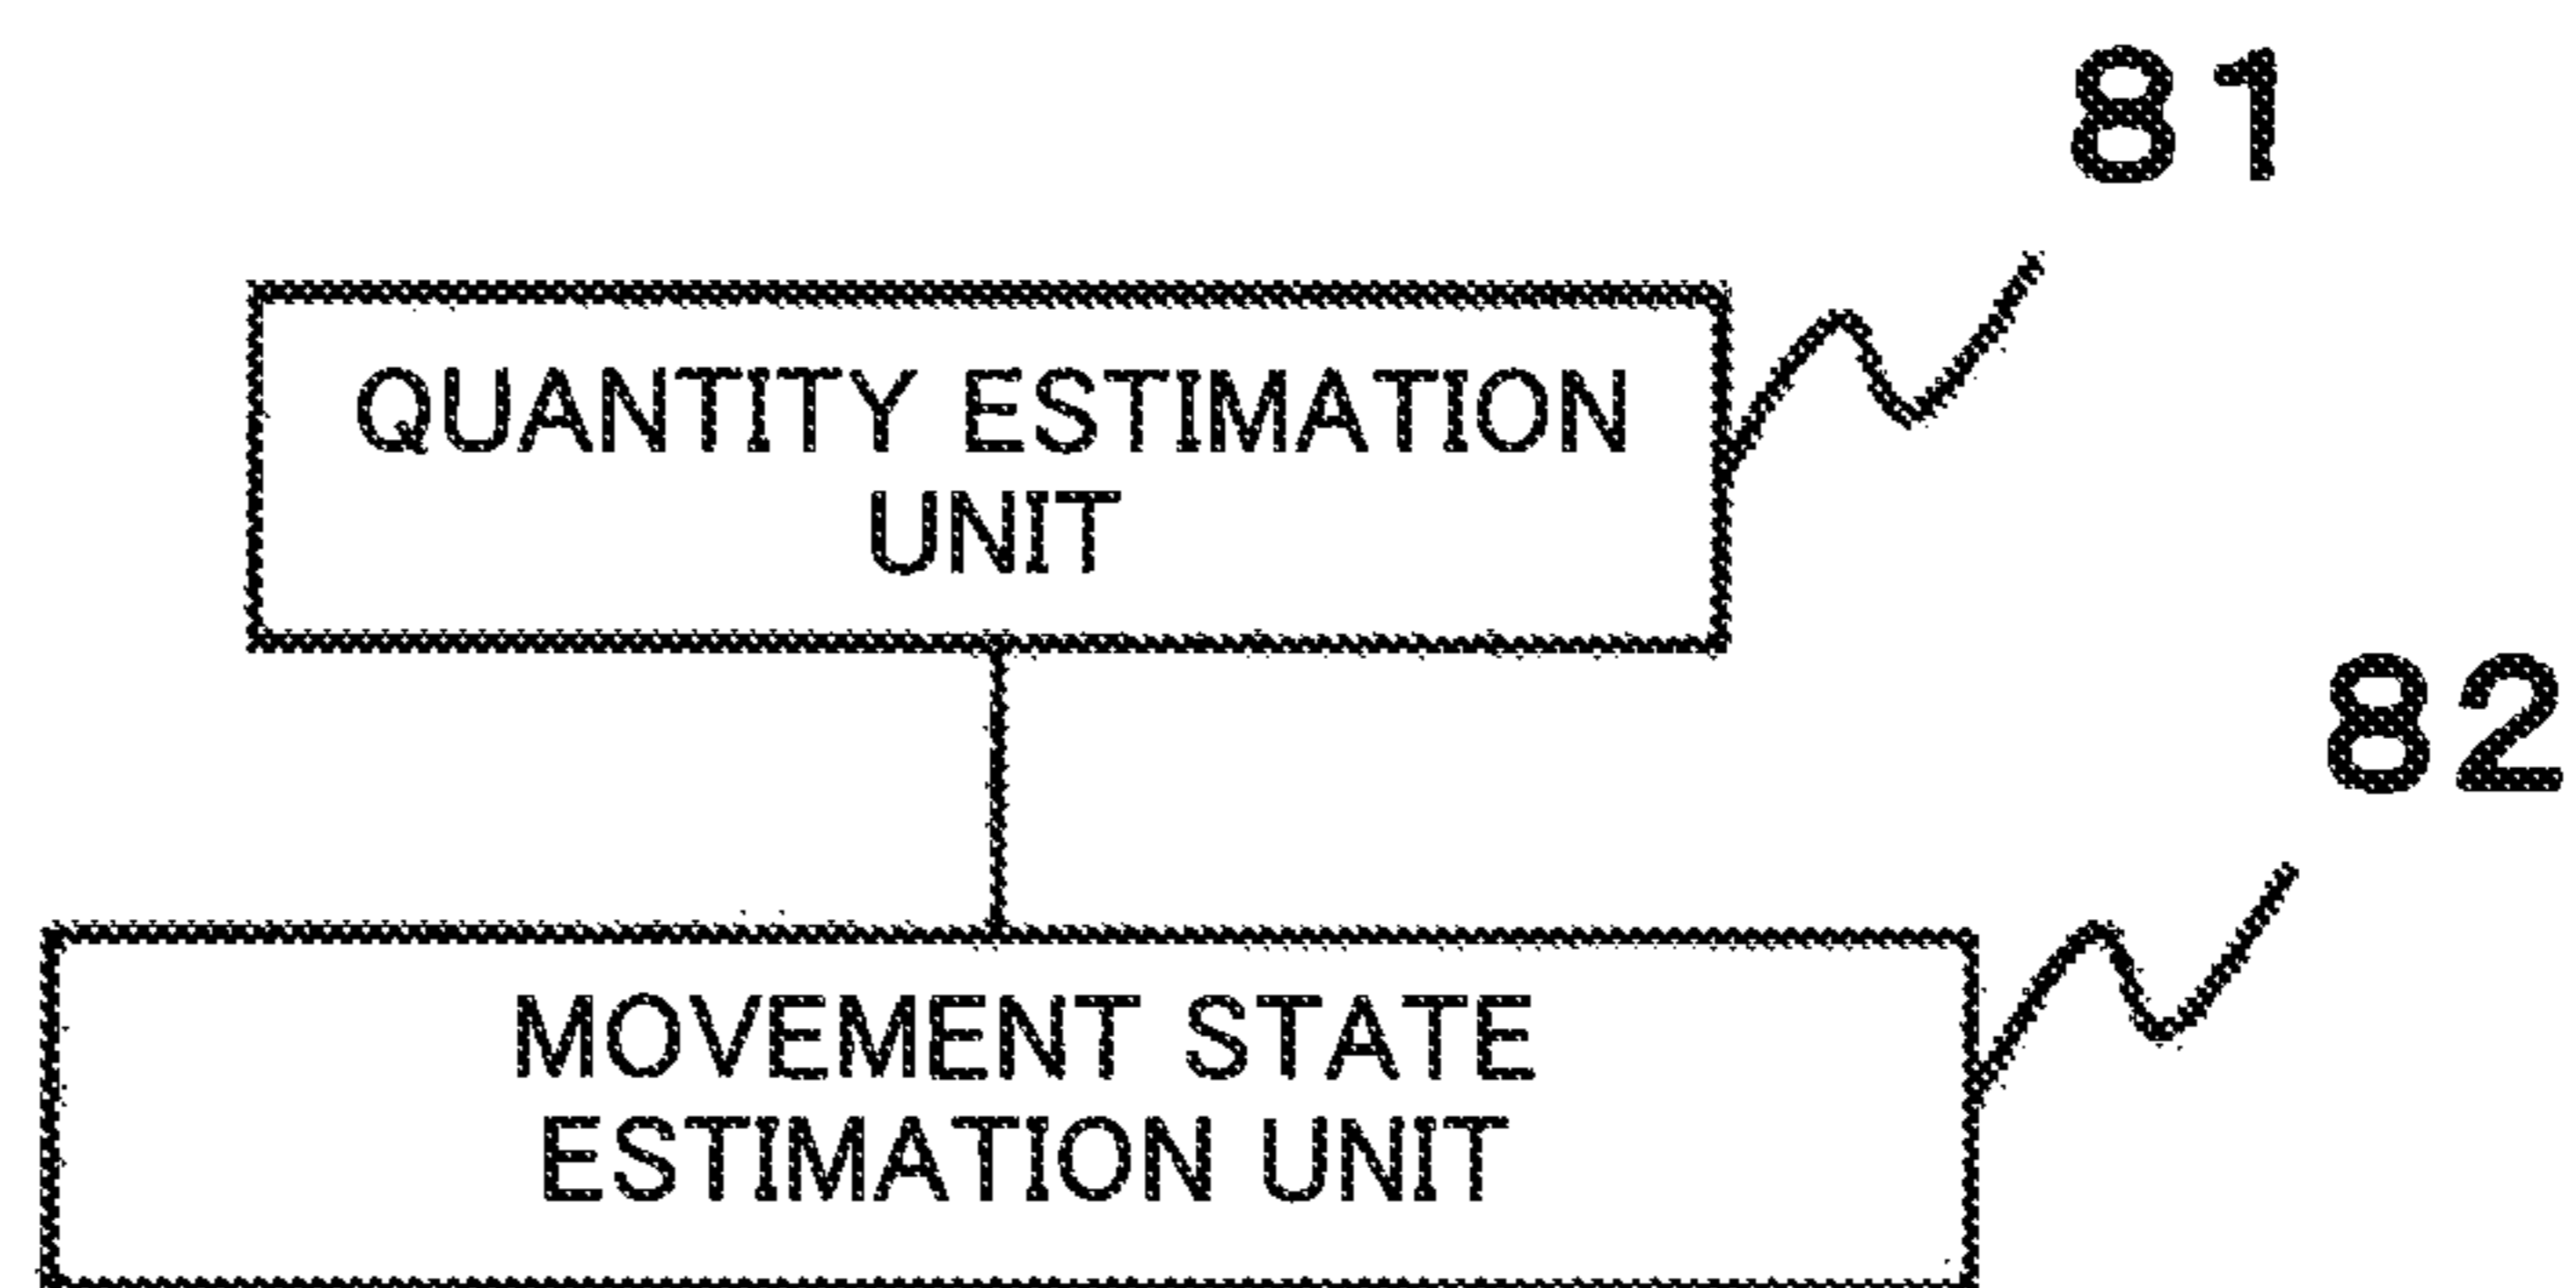 81
QUANTITY ESTIMATION
UNIT
82
MOVEMENT STATE
ESTIMATION UNIT